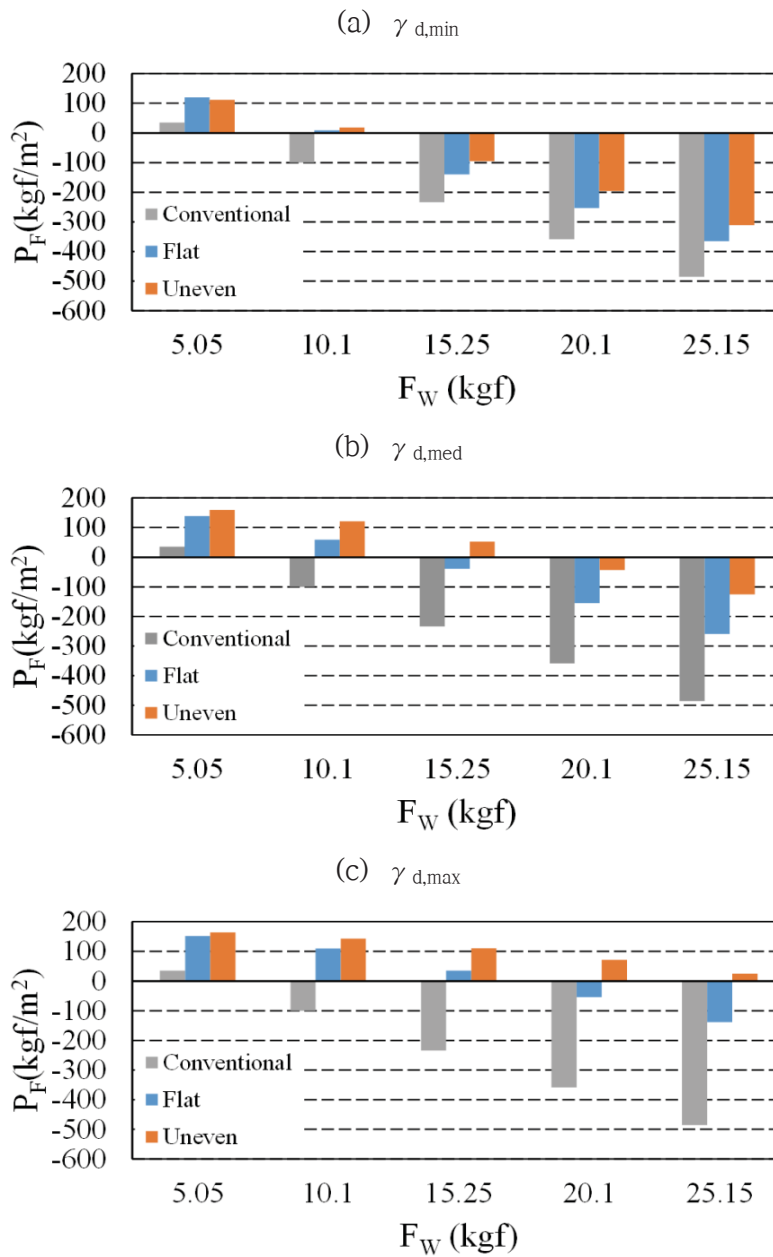 (a) γ d,min
200
100
0
-100
-200
-300
-400
-500
-600
PF(kgf/m²)
Conventional
Flat
Uneven
5.05 10.1 15.25 20.1 25.15
FW (kgf)
(b) γ d,med
200
100
0
-100
-200
-300
-400
-500
-600
PF(kgf/m²)
Conventional
Flat
Uneven
5.05 10.1 15.25 20.1 25.15
FW (kgf)
(c) γ d,max
200
100
0
-100
-200
-300
-400
-500
-600
PF(kgf/m²)
Conventional
Flat
Uneven
5.05 10.1 15.25 20.1 25.15
FW (kgf)